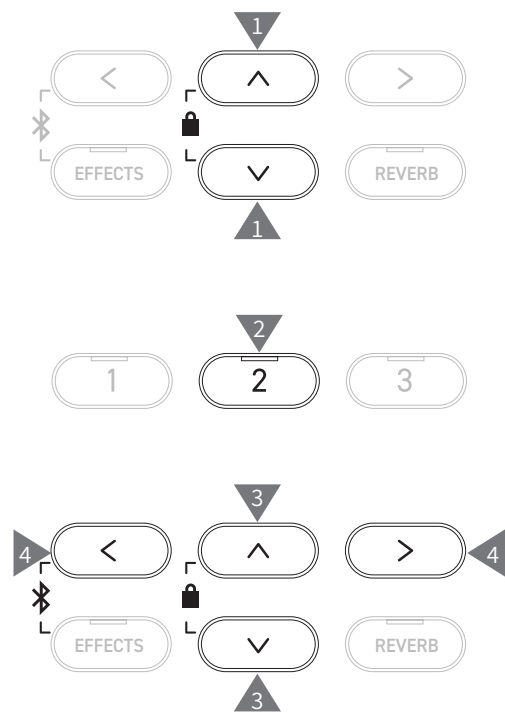 1
< ^ >
EFFECTS ∨ REVERB
1
2
1 2 3
3
4 < ^ > 4
EFFECTS ∨ REVERB
3